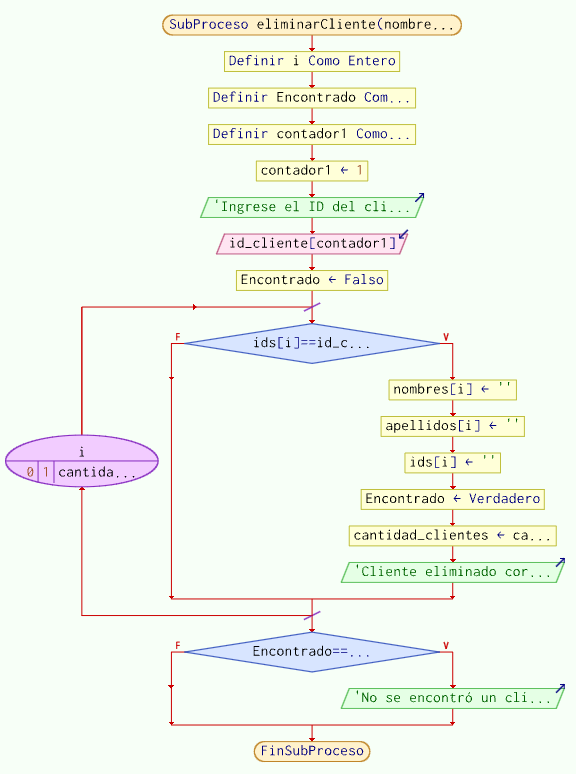 SubProceso eliminarCliente(nombre...
Definir i Como Entero
Definir Encontrado Com...
Definir contador1 Como...
contador1 ← 1
'Ingrese el ID del cli...
id_cliente[contador1]
Encontrado ← Falso
F
ids[i]==id_c...
V
nombres[i] ← ''
apellidos[i] ← ''
i
0 1 cantida...
ids[i] ← ''
Encontrado ← Verdadero
cantidad_clientes ← ca...
'Cliente eliminado cor...
F
Encontrado==...
V
'No se encontró un cli...
FinSubProceso